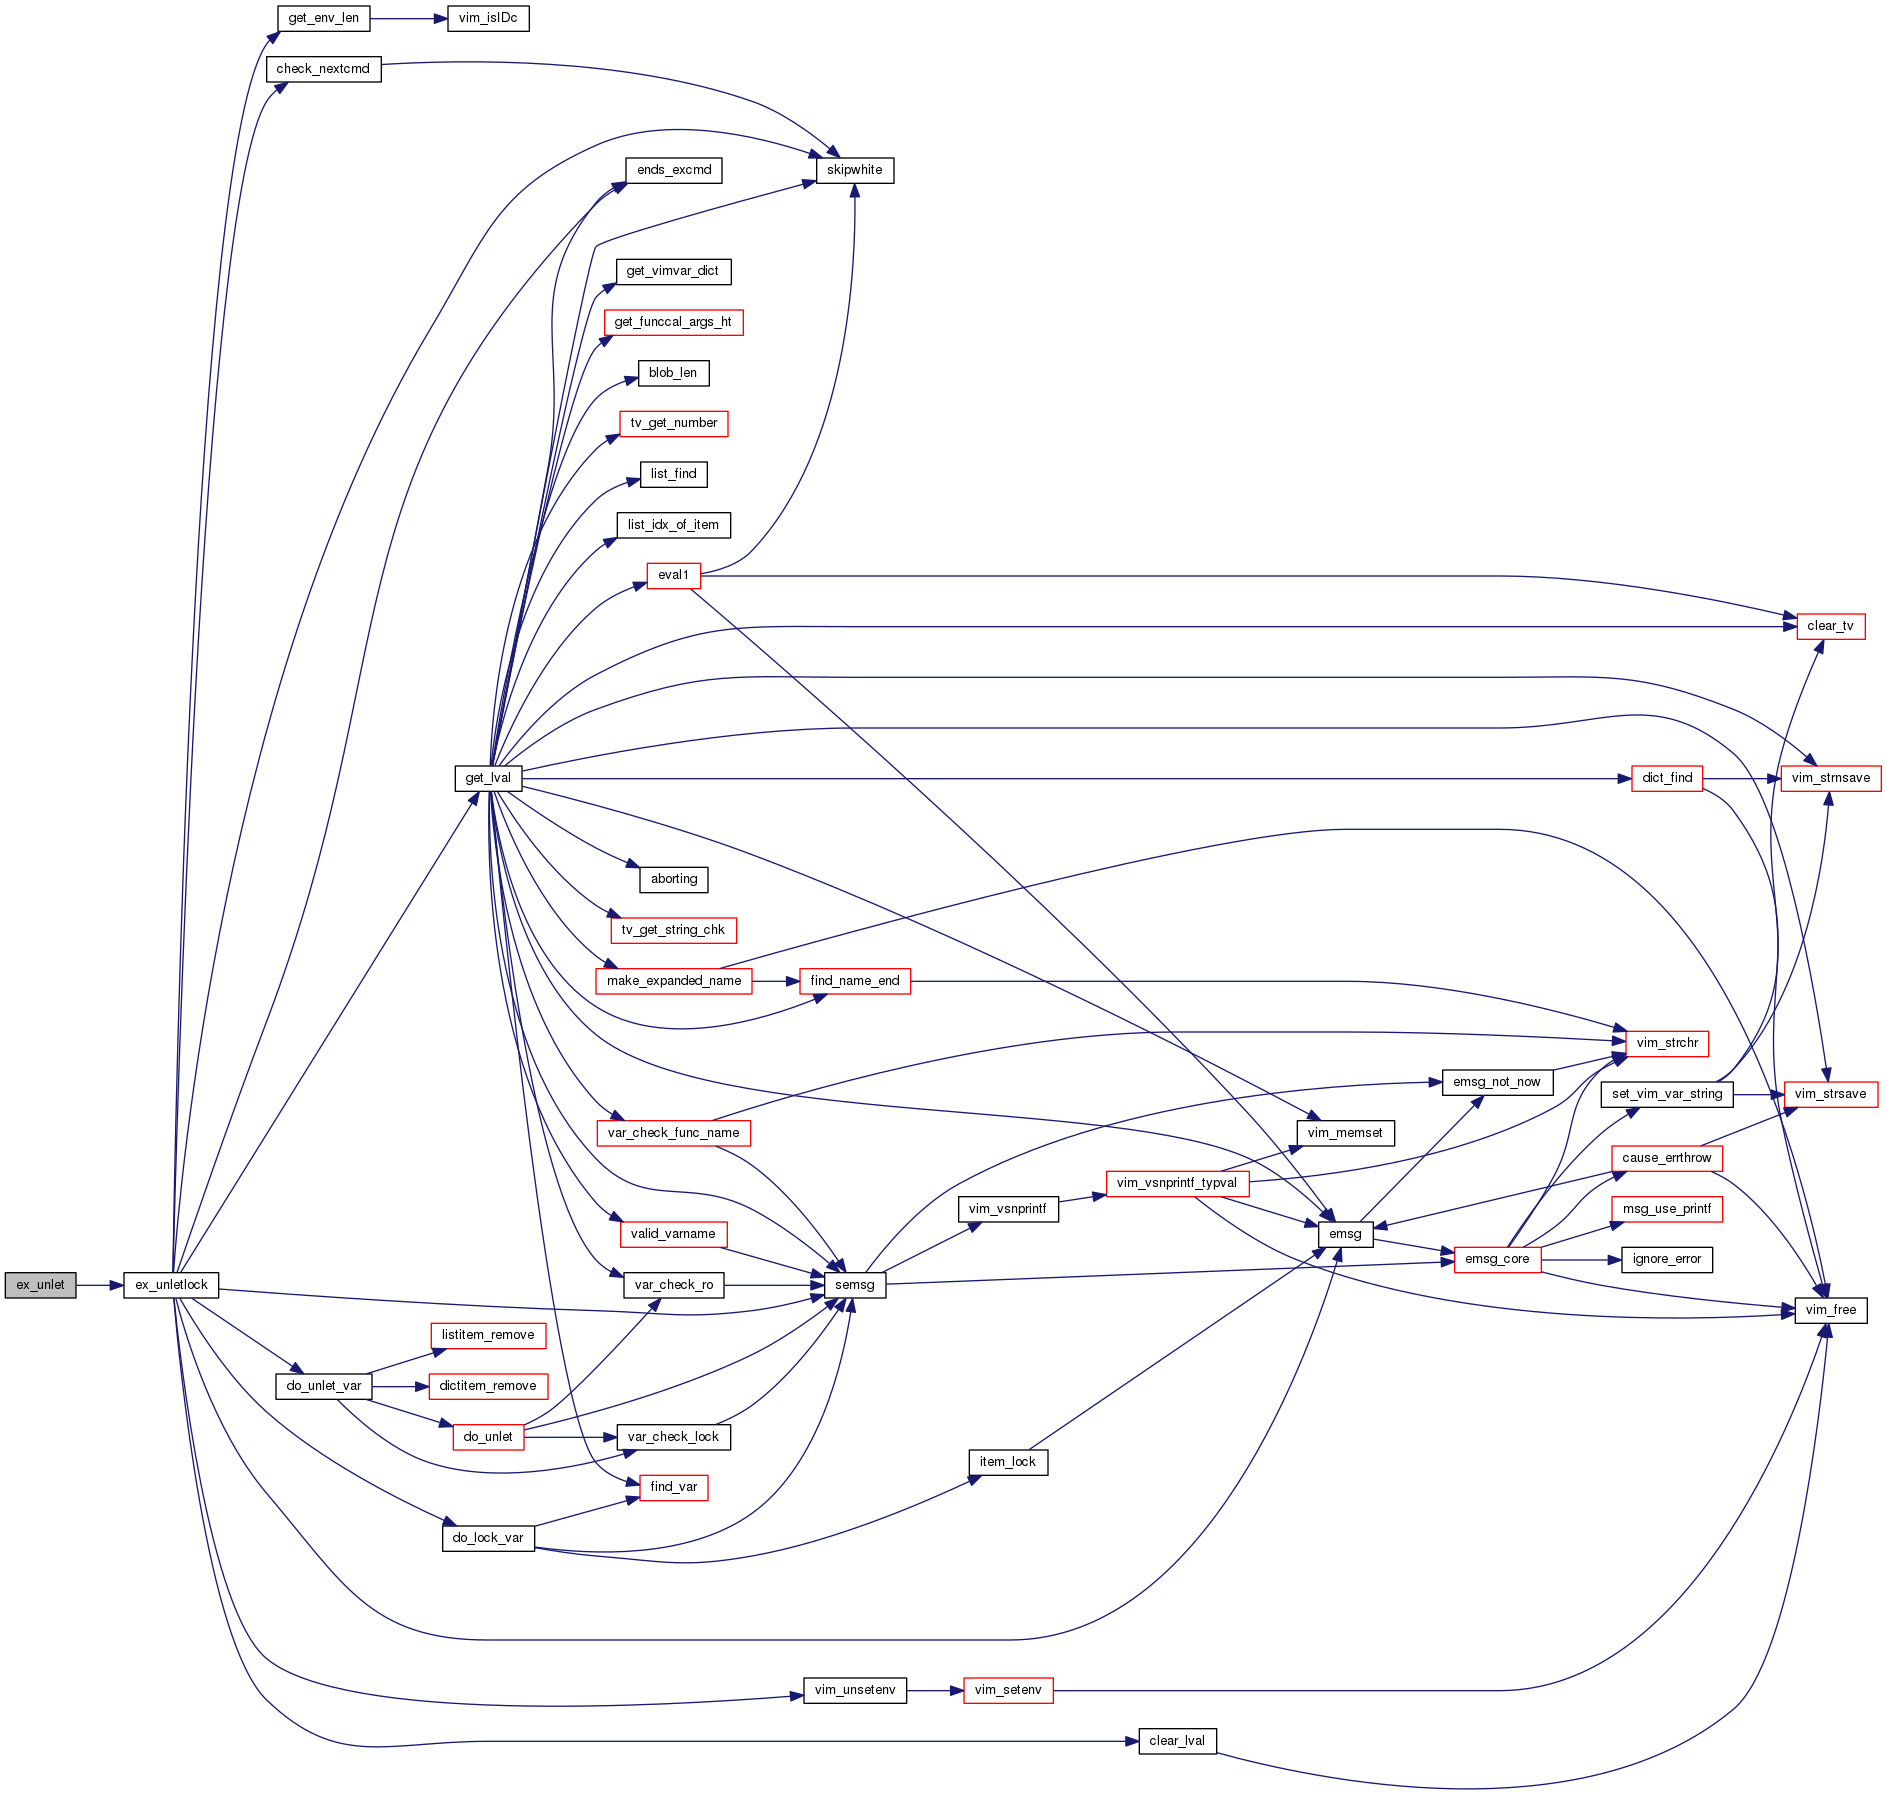 get_env_len
vim_isIDc
check_nextcmd
ends_excmd
skipwhite
get_vimvar_dict
get_funccal_args_ht
blob_len
tv_get_number
list_find
list_idx_of_item
eval1
clear_tv
get_lval
dict_find
vim_strnsave
aborting
tv_get_string_chk
make_expanded_name
find_name_end
vim_strchr
emsg_not_now
set_vim_var_string
vim_strsave
var_check_func_name
vim_memset
cause_errthrow
vim_vsnprintf_typval
vim_vsnprintf
msg_use_printf
valid_varname
emsg
emsg_core
ignore_error
ex_unlet
ex_unletlock
var_check_ro
semsg
vim_free
listitem_remove
do_unlet_var
dictitem_remove
do_unlet
var_check_lock
item_lock
find_var
do_lock_var
vim_unsetenv
vim_setenv
clear_lval